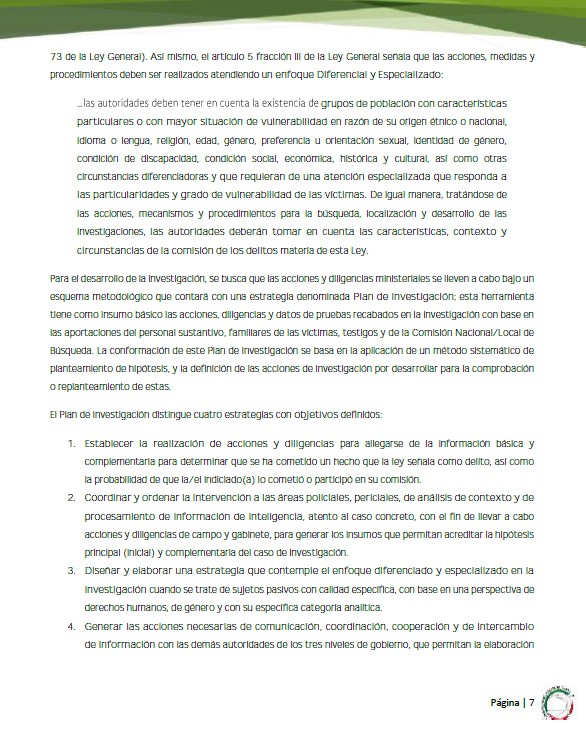 73 de la Ley General). Así mismo, el artículo 5 fracción III de la Ley General señala que las acciones, medidas y
procedimientos deben ser realizados atendiendo un enfoque Diferencial y Especializado:
...las autoridades deben tener en cuenta la existencia de grupos de población con características
particulares o con mayor situación de vulnerabilidad en razón de su origen étnico o nacional,
idioma o lengua, religión, edad, género, preferencia u orientación sexual, identidad de género,
condición de discapacidad, condición social, económica, histórica y cultural, así como otras
circunstancias diferenciadoras y que requieran de una atención especializada que responda a
las particularidades y grado de vulnerabilidad de las víctimas. De igual manera, tratándose de
las acciones, mecanismos y procedimientos para la búsqueda, localización y desarrollo de las
investigaciones, las autoridades deberán tomar en cuenta las características, contexto y
circunstancias de la comisión de los delitos materia de esta Ley.
Para el desarrollo de la investigación, se busca que las acciones y diligencias ministeriales se lleven a cabo bajo un
esquema metodológico que contará con una estrategia denominada Plan de Investigación; esta herramienta
tiene como insumo básico las acciones, diligencias y datos de pruebas recabados en la investigación con base en
las aportaciones del personal sustantivo, familiares de las víctimas, testigos y de la Comisión Nacional/Local de
Búsqueda. La conformación de este Plan de Investigación se basa en la aplicación de un método sistemático de
planteamiento de hipótesis, y la definición de las acciones de investigación por desarrollar para la comprobación
o replanteamiento de estas.
El Plan de Investigación distingue cuatro estrategias con objetivos definidos:
1. Establecer la realización de acciones y diligencias para allegarse de la información básica y
complementaria para determinar que se ha cometido un hecho que la ley señala como delito, así como
la probabilidad de que la/el indiciado(a) lo cometió o participó en su comisión.
2. Coordinar y ordenar la intervención a las áreas policiales, periciales, de análisis de contexto y de
procesamiento de información de inteligencia, atento al caso concreto, con el fin de llevar a cabo
acciones y diligencias de campo y gabinete, para generar los insumos que permitan acreditar la hipótesis
principal (inicial) y complementaria del caso de investigación.
3. Diseñar y elaborar una estrategia que contemple el enfoque diferenciado y especializado en la
investigación cuando se trate de sujetos pasivos con calidad específica, con base en una perspectiva de
derechos humanos, de género y con su específica categoría analítica.
4. Generar las acciones necesarias de comunicación, coordinación, cooperación y de intercambio
de información con las demás autoridades de los tres niveles de gobierno, que permitan la elaboración
Página | 7